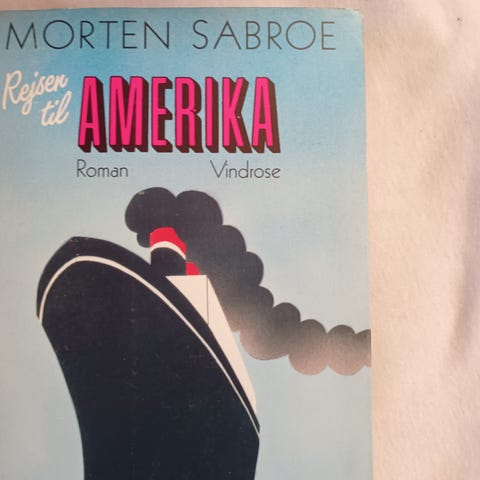 MORTEN SABROE
Rejsen til
AMERIKA
Roman Vindrose